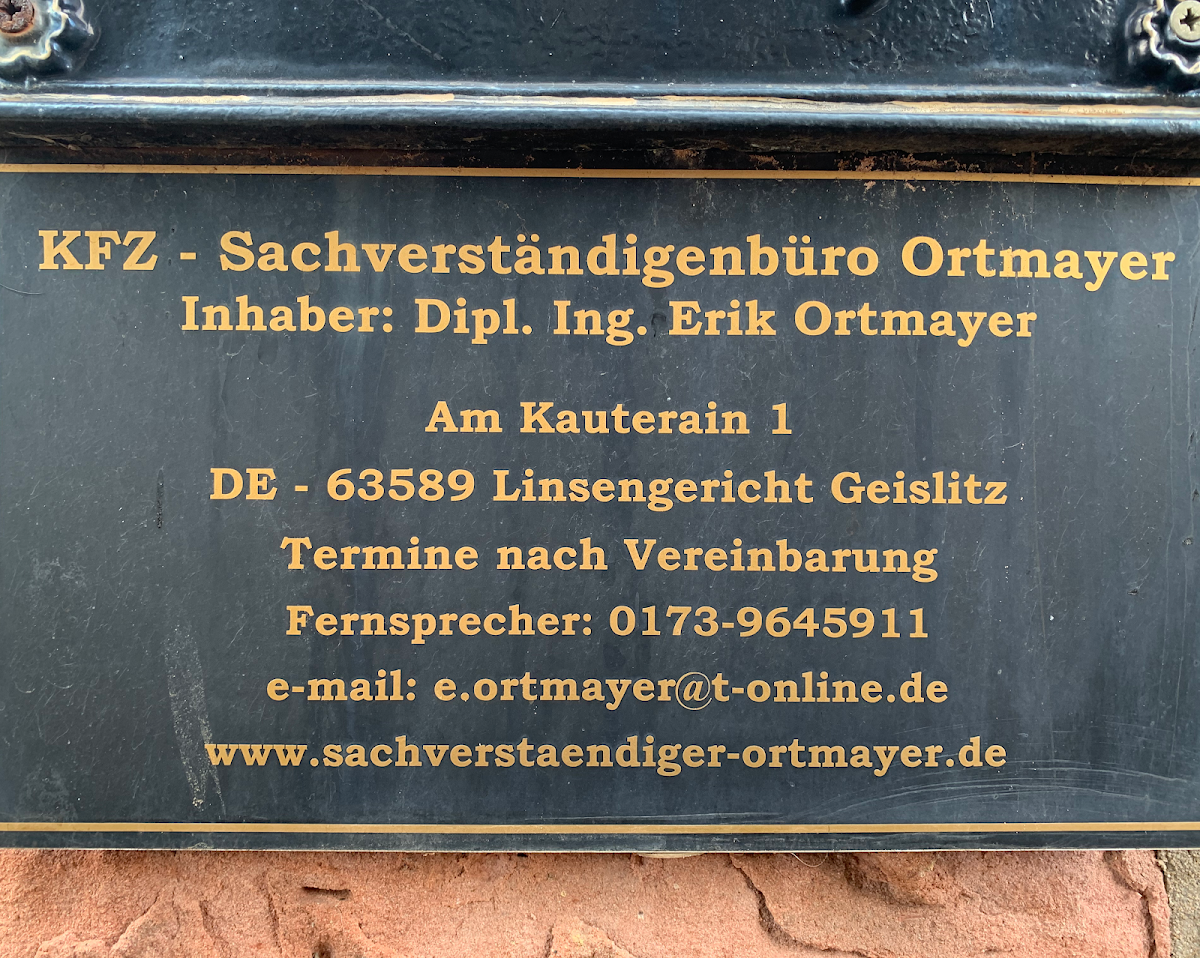 KFZ - Sachverständigenbüro Ortmayer
Inhaber: Dipl. Ing. Erik Ortmayer
Am Kauterain 1
DE - 63589 Linsengericht Geislitz
Termine nach Vereinbarung
Fernsprecher: 0173-9645911
e-mail: e.ortmayer@t-online.de
www.sachverstaendiger-ortmayer.de